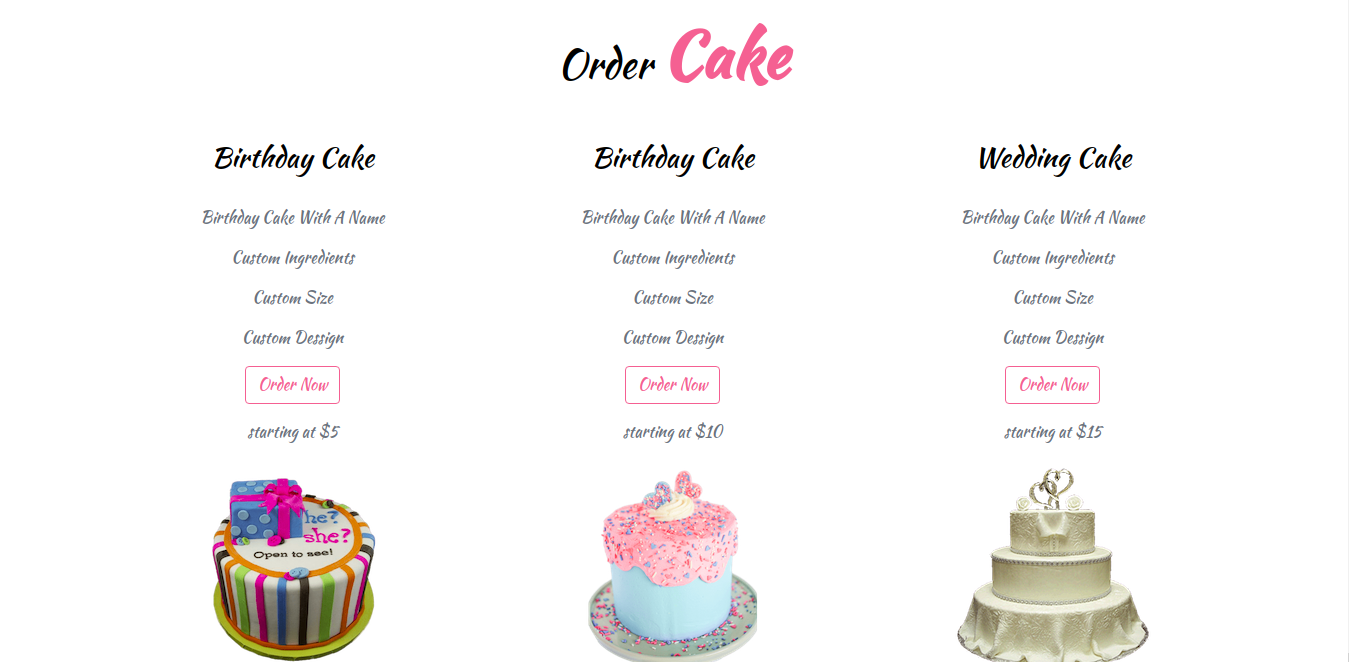 Order Cake
Birthday Cake
Birthday Cake With A Name
Custom Ingredients
Custom Size
Custom Dessign
Order Now
starting at $5
he?
she?
Open to see!
Birthday Cake
Birthday Cake With A Name
Custom Ingredients
Custom Size
Custom Dessign
Order Now
starting at $10
Wedding Cake
Birthday Cake With A Name
Custom Ingredients
Custom Size
Custom Dessign
Order Now
starting at $15